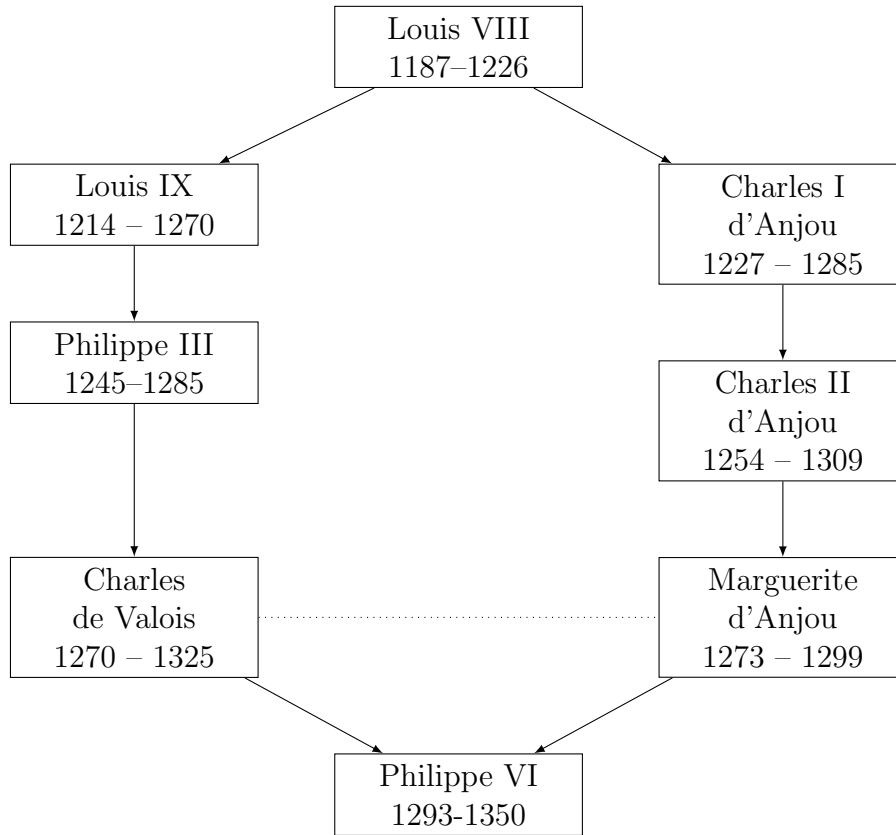 Louis VIII
1187–1226
Louis IX
1214 – 1270
Charles I
d'Anjou
1227 – 1285
Philippe III
1245–1285
Charles II
d'Anjou
1254 – 1309
Charles
de Valois
1270 – 1325
Marguerite
d'Anjou
1273 – 1299
Philippe VI
1293-1350